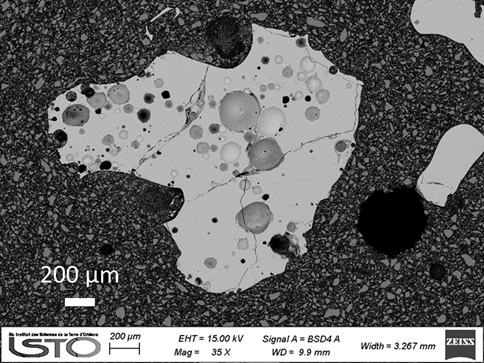 200 µm
Institut des Sciences de la Terre d'Orléans
ISTO
200 µm
EHT = 15.00 kV
Mag = 35 X
Signal A = BSD4 A
WD = 9.9 mm
Width = 3.267 mm
ZEISS